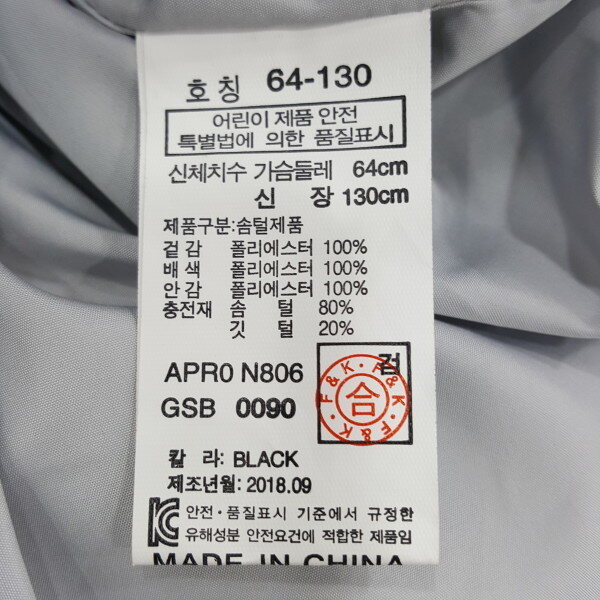 호칭 64-130
어린이 제품 안전
특별법에 의한 품질표시
신체치수 가슴둘레 64cm
신 장 130cm
제품구분:솜털제품
겉감 폴리에스터 100%
배색 폴리에스터 100%
안감 폴리에스터 100%
충전재 솜 털 80%
깃 털 20%
APR0 N806
GSB 0090
검
F&K·F&K·F&K·
合
칼 라: BLACK
제조년월: 2018.09
안전·품질표시 기준에서 규정한
유해성분 안전요건에 적합한 제품임
MADE IN CHINA